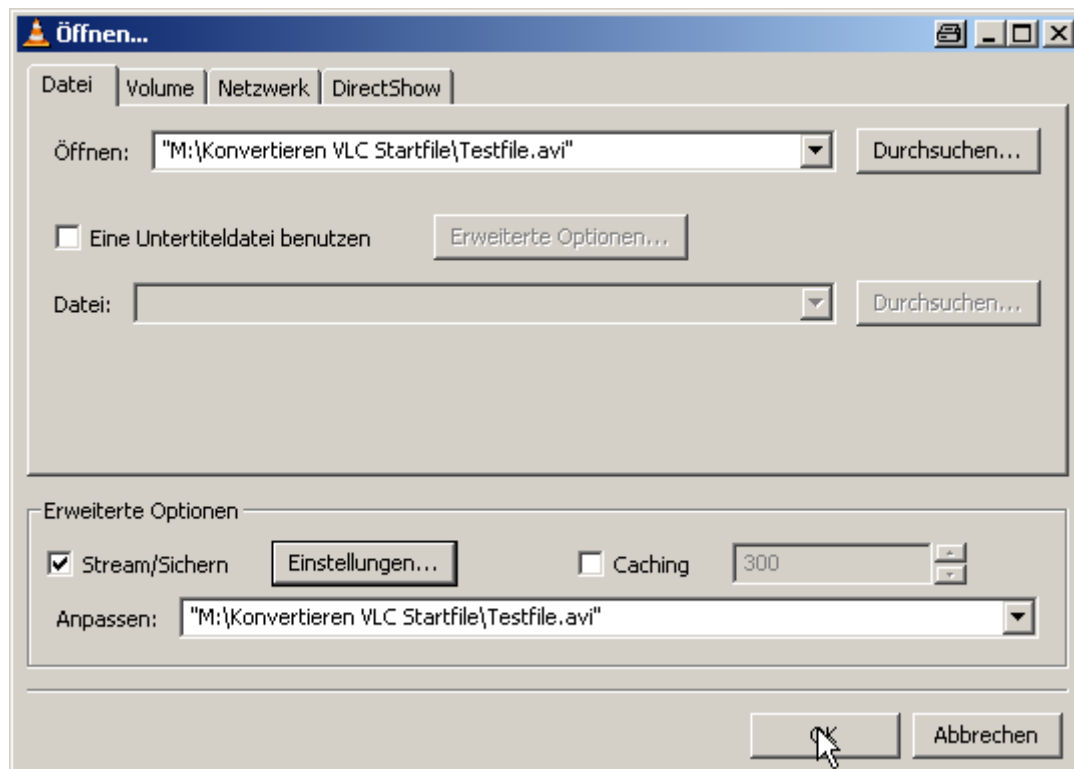 Öffnen...
Datei Volume Netzwerk DirectShow
Öffnen: "M:\Konvertieren VLC Startfile\Testfile.avi" Durchsuchen...
Eine Untertiteldatei benutzen Erweiterte Optionen...
Datei: Durchsuchen...
Erweiterte Optionen
Stream/Sichern Einstellungen... Caching 300
Anpassen: "M:\Konvertieren VLC Startfile\Testfile.avi"
OK Abbrechen